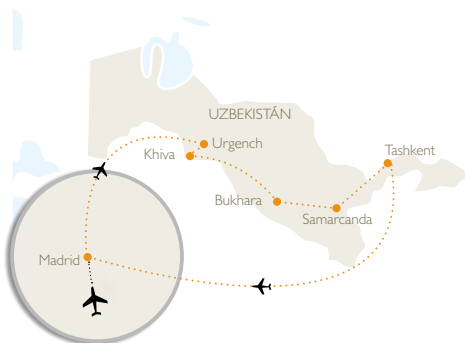 UZBEKISTÁN
Urgench
Khiva
Tashkent
Bukhara
Samarcanda
Madrid